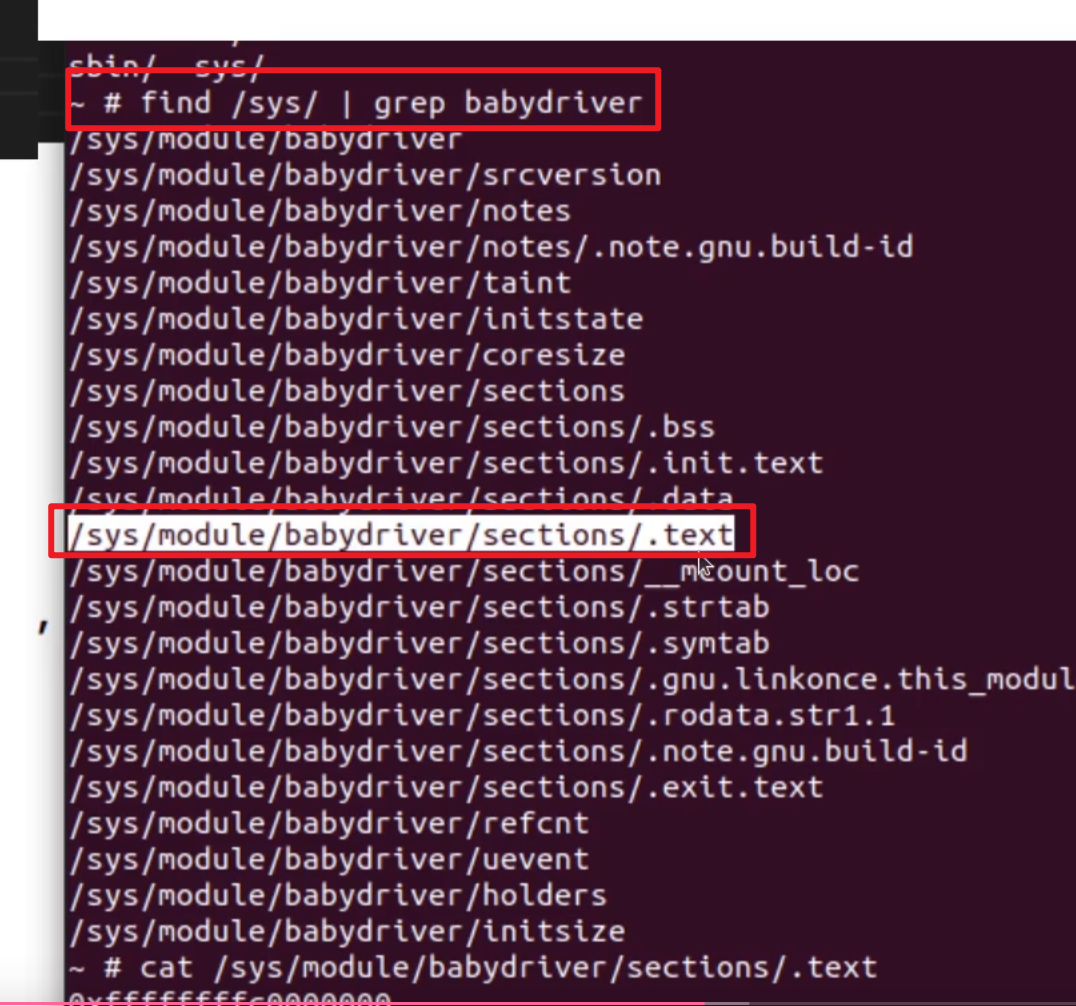 sbin/  sys/
~ # find /sys/ | grep babydriver
/sys/module/babydriver
/sys/module/babydriver/srcversion
/sys/module/babydriver/notes
/sys/module/babydriver/notes/.note.gnu.build-id
/sys/module/babydriver/taint
/sys/module/babydriver/initstate
/sys/module/babydriver/coresize
/sys/module/babydriver/sections
/sys/module/babydriver/sections/.bss
/sys/module/babydriver/sections/.init.text
/sys/module/babydriver/sections/.data
/sys/module/babydriver/sections/.text
/sys/module/babydriver/sections/__mcount_loc
/sys/module/babydriver/sections/.strtab
/sys/module/babydriver/sections/.symtab
/sys/module/babydriver/sections/.gnu.linkonce.this_modul
/sys/module/babydriver/sections/.rodata.str1.1
/sys/module/babydriver/sections/.note.gnu.build-id
/sys/module/babydriver/sections/.exit.text
/sys/module/babydriver/refcnt
/sys/module/babydriver/uevent
/sys/module/babydriver/holders
/sys/module/babydriver/initsize
~ # cat /sys/module/babydriver/sections/.text
0xffffffffc0000000